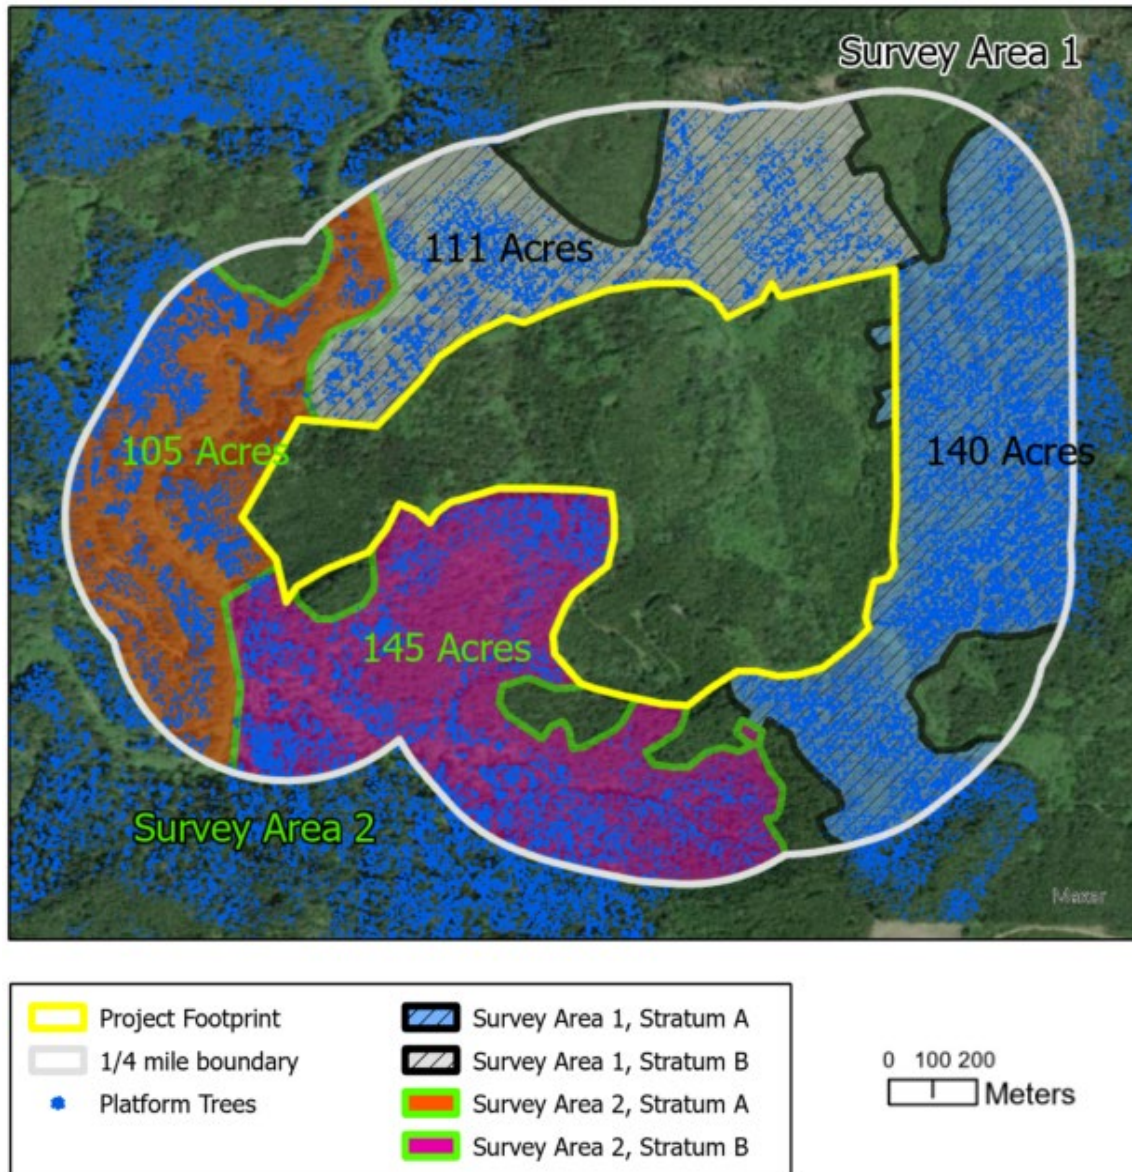 Survey Area 1
111 Acres
105 Acres
140 Acres
145 Acres
Survey Area 2
Maxar
Project Footprint
1/4 mile boundary
Platform Trees
Survey Area 1, Stratum A
Survey Area 1, Stratum B
Survey Area 2, Stratum A
Survey Area 2, Stratum B
0 100 200
Meters